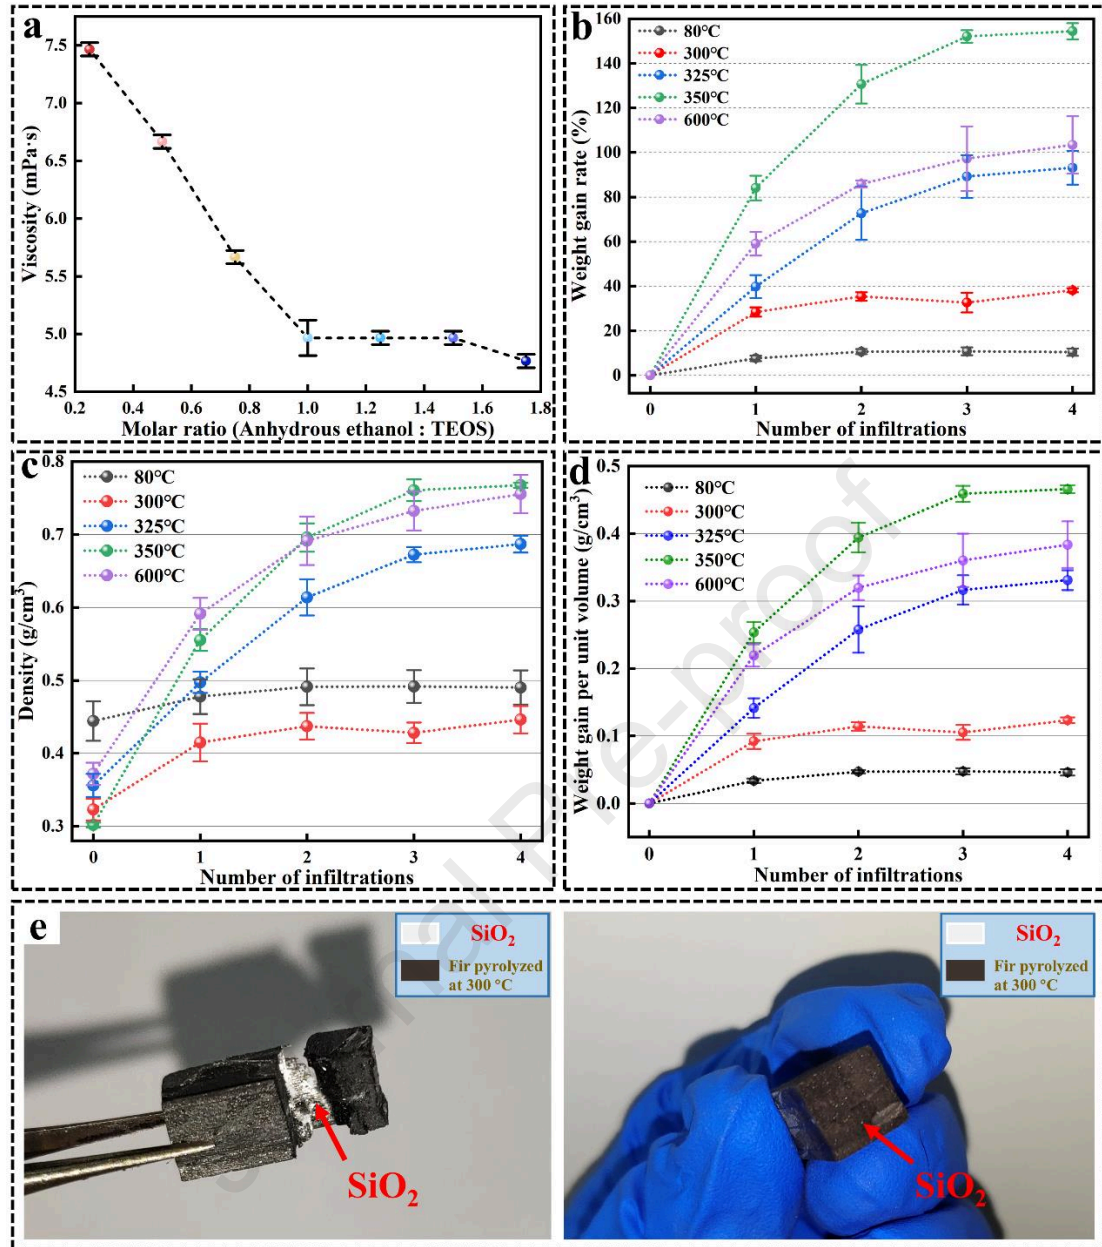 a
Viscosity (mPa·s)
7.5
7.0
6.5
6.0
5.5
5.0
4.5
0.2 0.4 0.6 0.8 1.0 1.2 1.4 1.6 1.8
Molar ratio (Anhydrous ethanol : TEOS)
b
Weight gain rate (%)
160
140
120
100
80
60
40
20
0
80℃
300℃
325℃
350℃
600℃
0 1 2 3 4
Number of infiltrations
c
Density (g/cm³)
0.8
0.7
0.6
0.5
0.4
0.3
80℃
300℃
325℃
350℃
600℃
0 1 2 3 4
Number of infiltrations
d
Weight gain per unit volume (g/cm³)
0.5
0.4
0.3
0.2
0.1
0.0
80℃
300℃
325℃
350℃
600℃
0 1 2 3 4
Number of infiltrations
e
SiO₂
Fir pyrolyzed
at 300 °C
SiO₂
SiO₂
Fir pyrolyzed
at 300 °C
SiO₂
nal Pre-proof